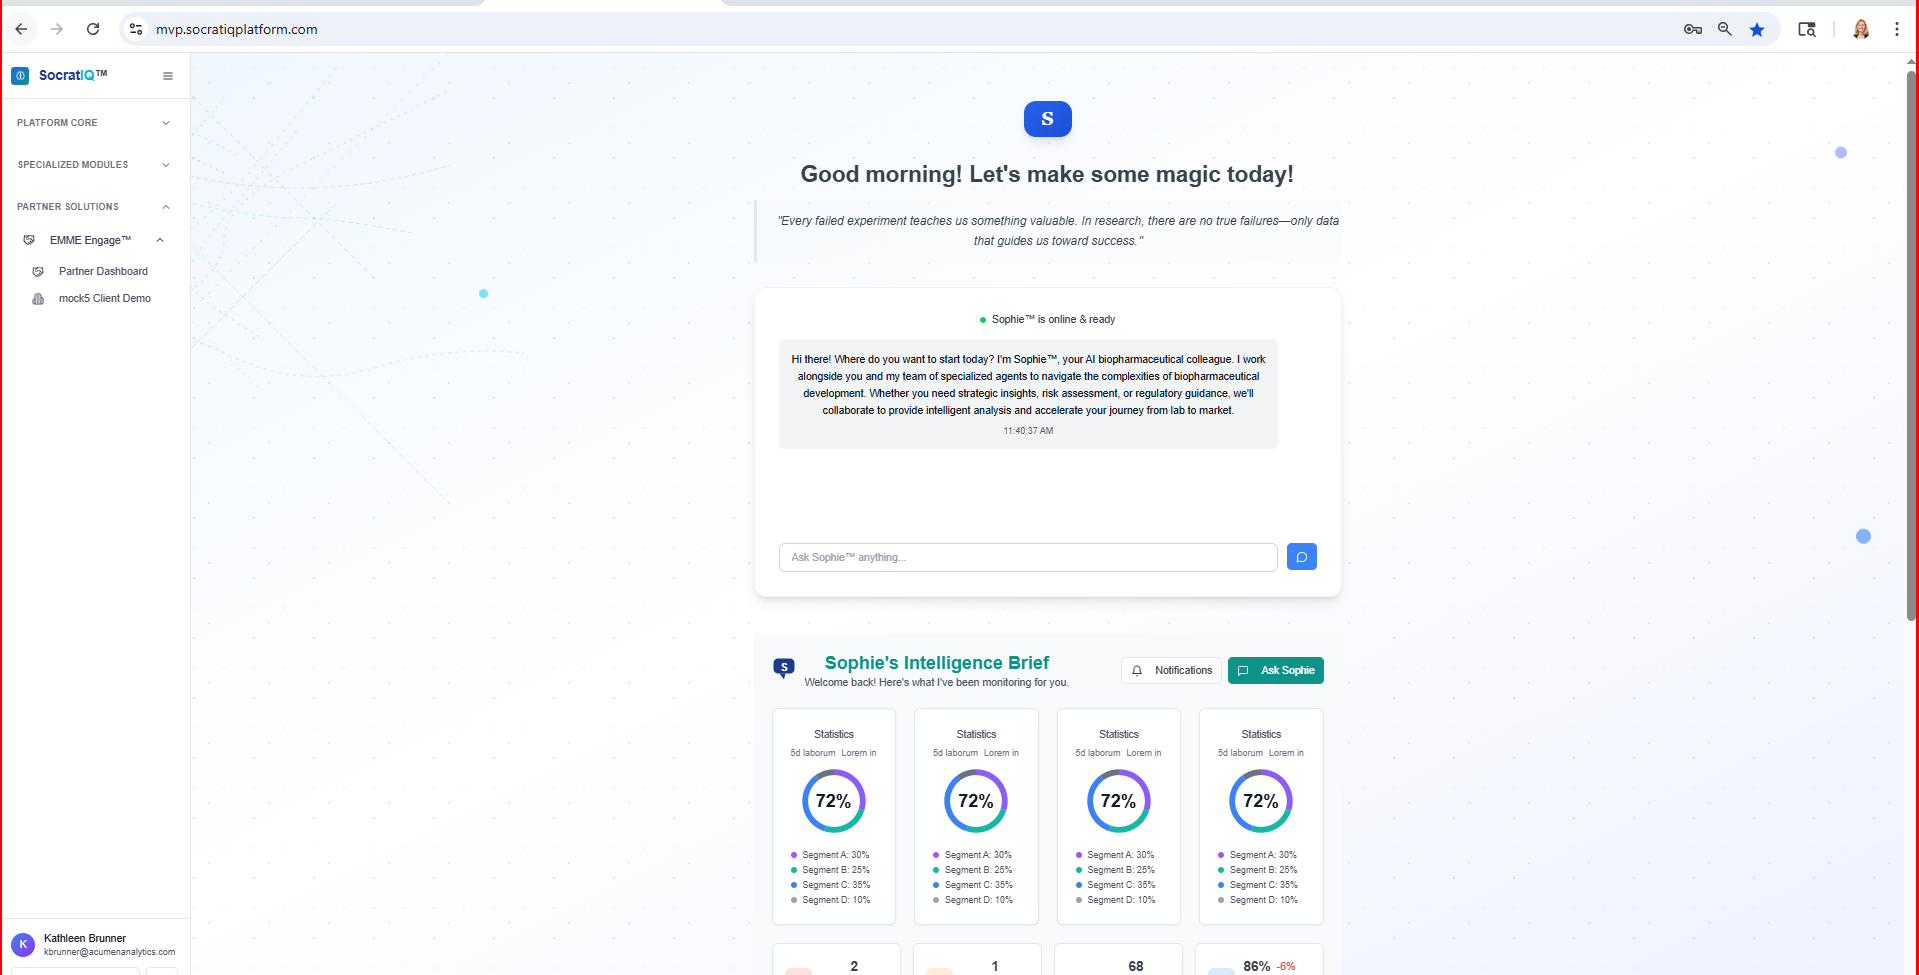 mvp.socratiqplatform.com
SocratIQ™
PLATFORM CORE
SPECIALIZED MODULES
PARTNER SOLUTIONS
EMME Engage™
Partner Dashboard
mock5 Client Demo
Kathleen Brunner
K
kbrunner@acumenanalytics.com
S
Good morning! Let's make some magic today!
"Every failed experiment teaches us something valuable. In research, there are no true failures—only data
that guides us toward success."
Sophie™ is online & ready
Hi there! Where do you want to start today? I'm Sophie™, your AI biopharmaceutical colleague. I work
alongside you and my team of specialized agents to navigate the complexities of biopharmaceutical
development. Whether you need strategic insights, risk assessment, or regulatory guidance, we'll
collaborate to provide intelligent analysis and accelerate your journey from lab to market.
11:40:37 AM
Ask Sophie™ anything...
S
Sophie's Intelligence Brief
Welcome back! Here's what I've been monitoring for you.
Notifications
Ask Sophie
Statistics
5d laborum Lorem in
72%
Segment A: 30%
Segment B: 25%
Segment C: 35%
Segment D: 10%
Statistics
5d laborum Lorem in
72%
Segment A: 30%
Segment B: 25%
Segment C: 35%
Segment D: 10%
Statistics
5d laborum Lorem in
72%
Segment A: 30%
Segment B: 25%
Segment C: 35%
Segment D: 10%
Statistics
5d laborum Lorem in
72%
Segment A: 30%
Segment B: 25%
Segment C: 35%
Segment D: 10%
2
1
68
86% -6%